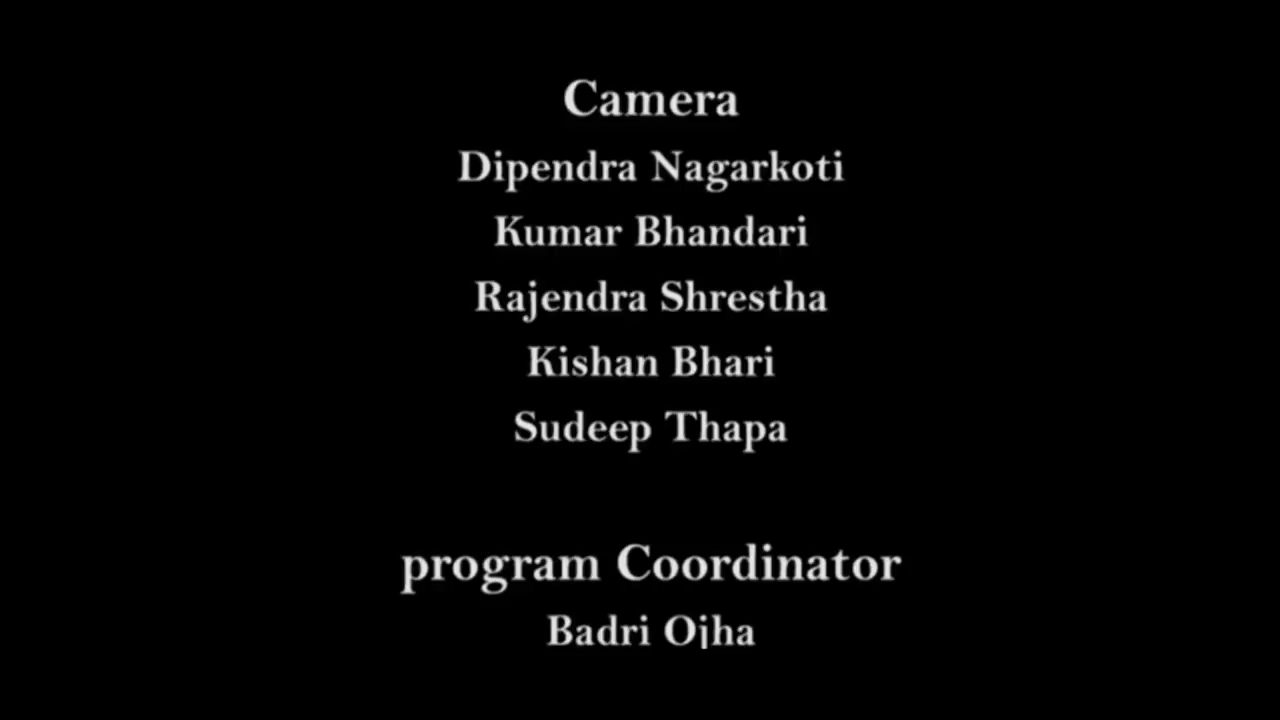 Camera
Dipendra Nagarkoti
Kumar Bhandari
Rajendra Shrestha
Kishan Bhari
Sudeep Thapa
program Coordinator
Badri Ojha